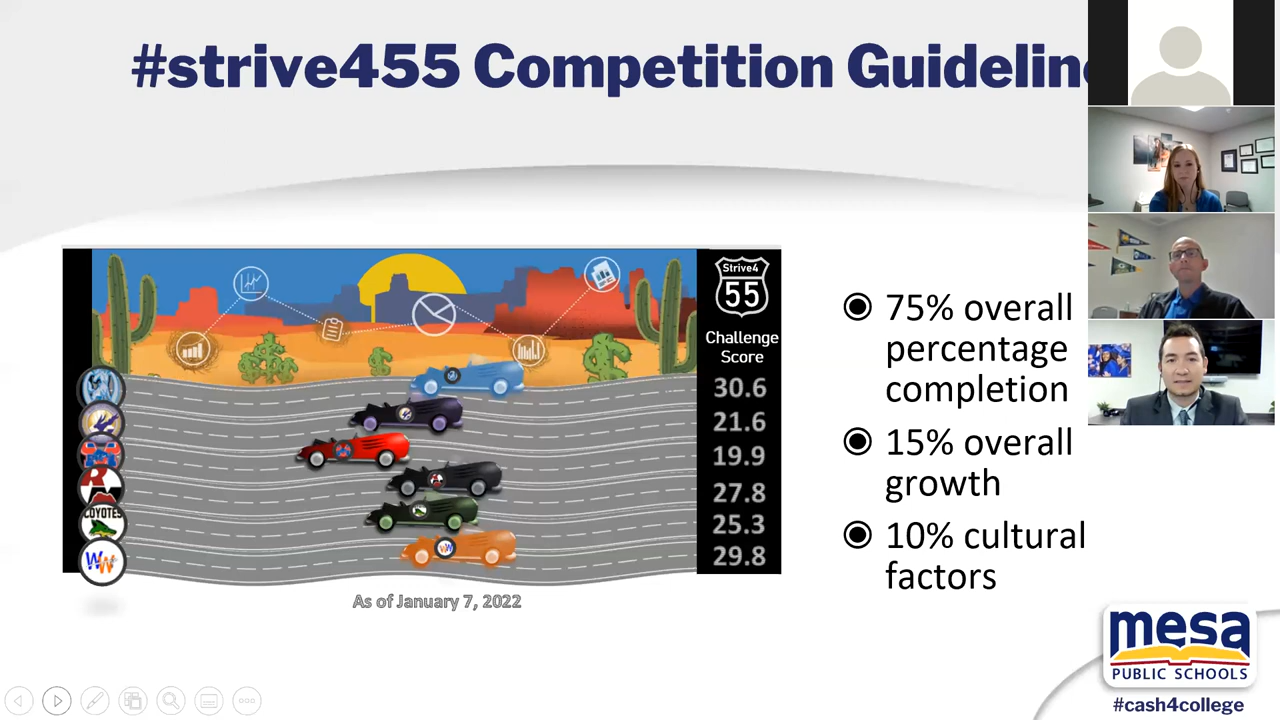 #strive455 Competition Guidelin
Strive4
55
Challenge
Score
30.6
21.6
19.9
27.8
25.3
29.8
COYOTES
R
WW
As of January 7, 2022
75% overall
percentage
completion
15% overall
growth
10% cultural
factors
mesa
PUBLIC SCHOOLS
#cash4college